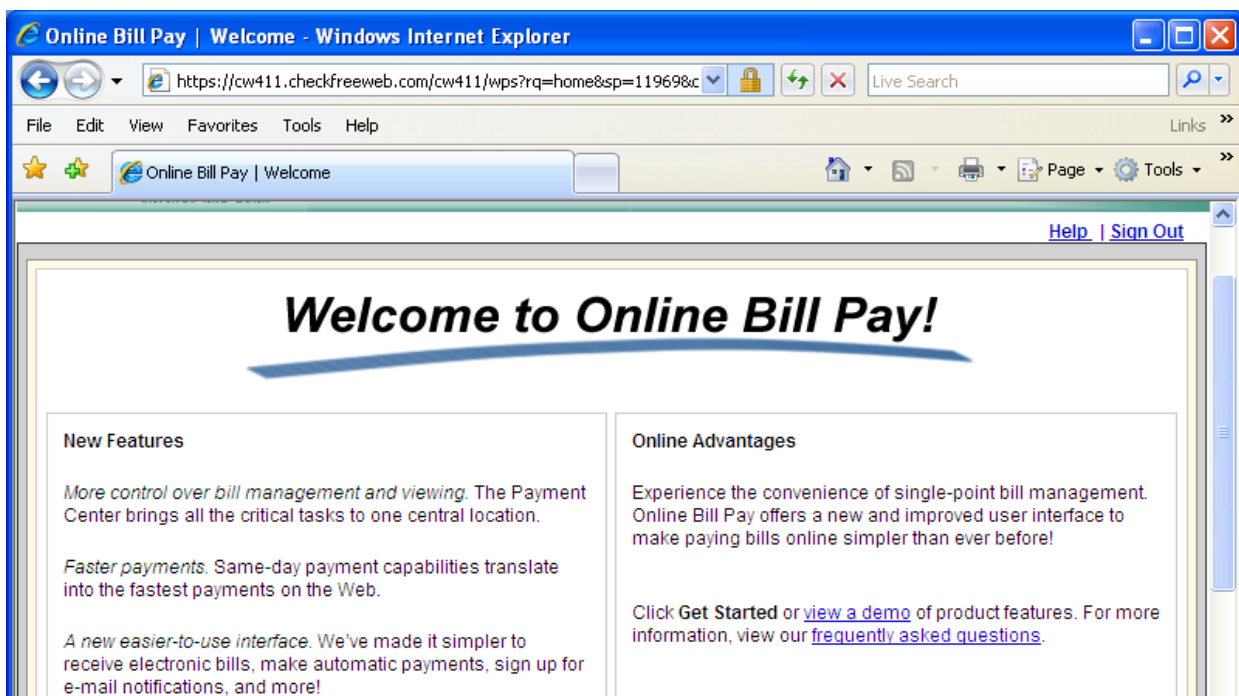 Online Bill Pay | Welcome - Windows Internet Explorer
https://cw411.checkfreeweb.com/cw411/wps?rq=home&sp=11969&c
Live Search
File Edit View Favorites Tools Help
Links »
Online Bill Pay | Welcome
Page Tools »
Help | Sign Out
Welcome to Online Bill Pay!
New Features
More control over bill management and viewing. The Payment
Center brings all the critical tasks to one central location.
Faster payments. Same-day payment capabilities translate
into the fastest payments on the Web.
A new easier-to-use interface. We've made it simpler to
receive electronic bills, make automatic payments, sign up for
e-mail notifications, and more!
Online Advantages
Experience the convenience of single-point bill management.
Online Bill Pay offers a new and improved user interface to
make paying bills online simpler than ever before!
Click Get Started or view a demo of product features. For more
information, view our frequently asked questions.